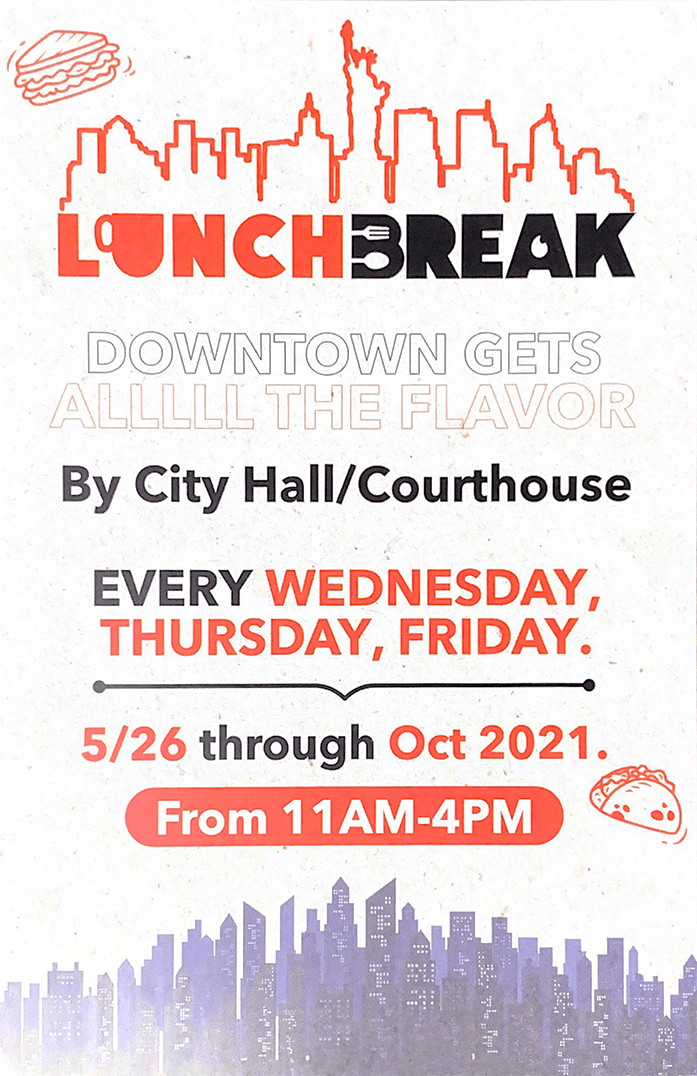 LUNCHBREAK
DOWNTOWN GETS
ALLLLL THE FLAVOR
By City Hall/Courthouse
EVERY WEDNESDAY,
THURSDAY, FRIDAY.
5/26 through Oct 2021.
From 11AM-4PM